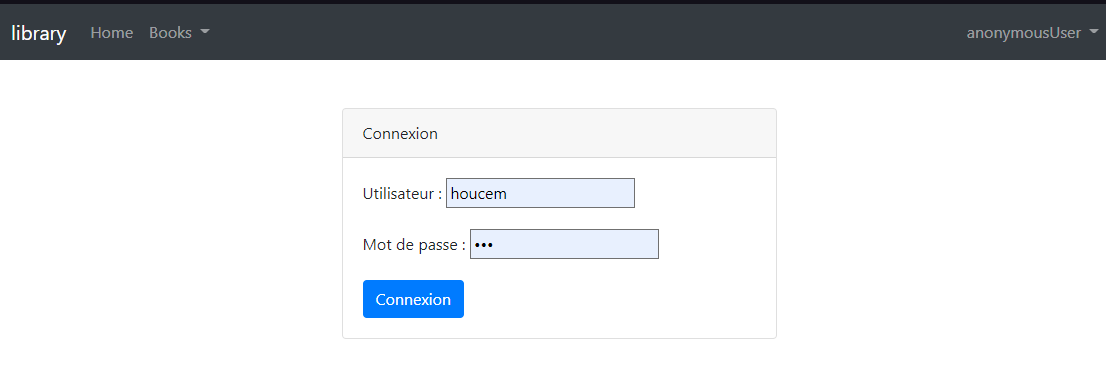 library Home Books anonymousUser
Connexion
Utilisateur : houcem
Mot de passe : •••
Connexion